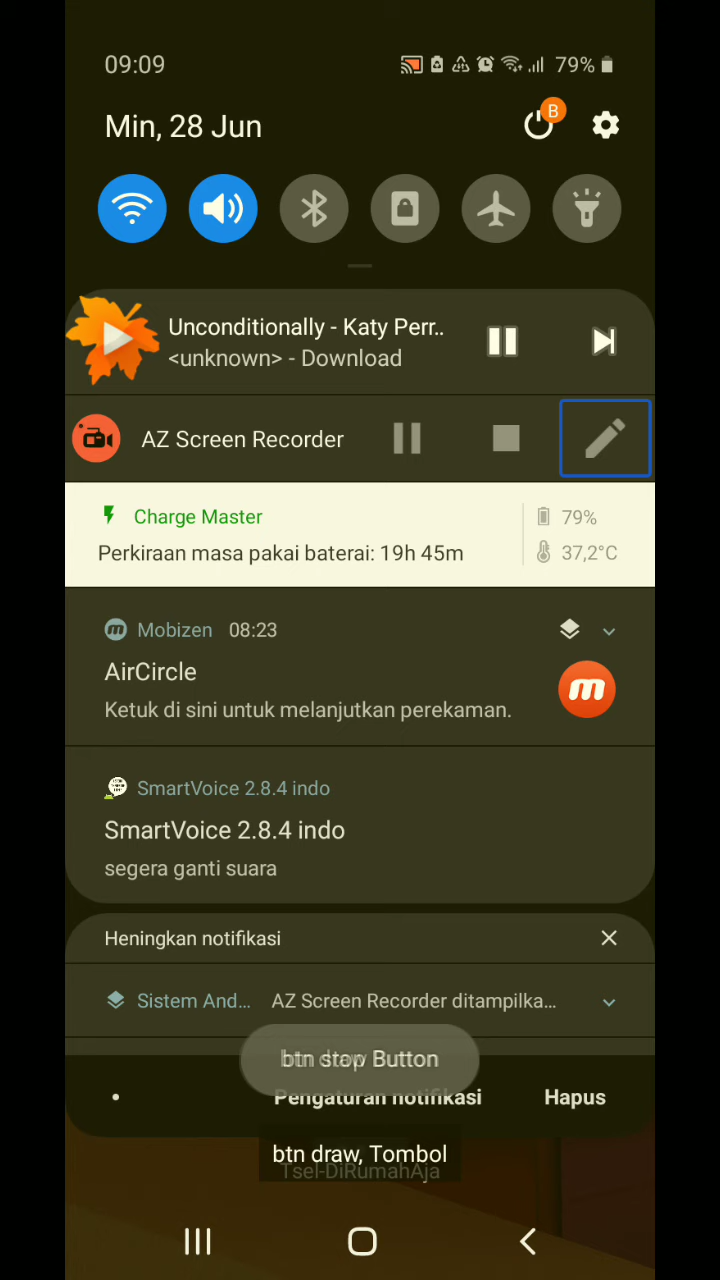 09:09
79%
Min, 28 Jun
B
Unconditionally - Katy Perr..
<unknown> - Download
AZ Screen Recorder
Charge Master
79%
Perkiraan masa pakai baterai: 19h 45m
37,2°C
m Mobizen 08:23
AirCircle
m
Ketuk di sini untuk melanjutkan perekaman.
SmartVoice 2.8.4 indo
SmartVoice 2.8.4 indo
segera ganti suara
Heningkan notifikasi
Sistem And... AZ Screen Recorder ditampilka...
btn stop Button
Pengaturan notifikasi Hapus
btn draw, Tombol
Tsel-DiRumahAja